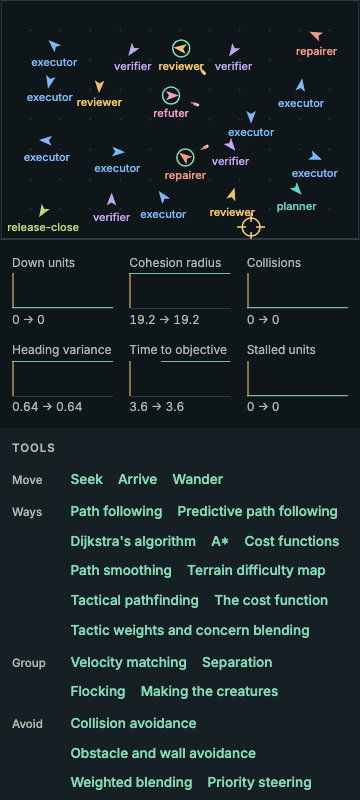 repairer
executor verifier reviewer verifier
executor reviewer executor
refuter
executor
executor executor repairer verifier executor
planner
release-close verifier executor reviewer
Down units Cohesion radius Collisions
0 → 0 19.2 → 19.2 0 → 0
Heading variance Time to objective Stalled units
0.64 → 0.64 3.6 → 3.6 0 → 0
TOOLS
Move Seek Arrive Wander
Ways Path following Predictive path following
Dijkstra's algorithm A* Cost functions
Path smoothing Terrain difficulty map
Tactical pathfinding The cost function
Tactic weights and concern blending
Group Velocity matching Separation
Flocking Making the creatures
Avoid Collision avoidance
Obstacle and wall avoidance
Weighted blending Priority steering